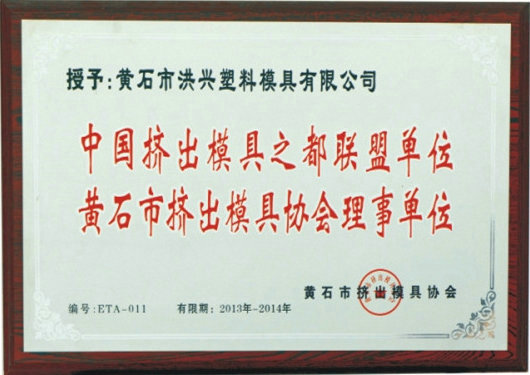 授予:黄石市洪兴塑料模具有限公司
中国挤出模具之都联盟单位
黄石市挤出模具协会理事单位
黄石市挤出模具协会
编号:ETA-011 有限期:2013年-2014年